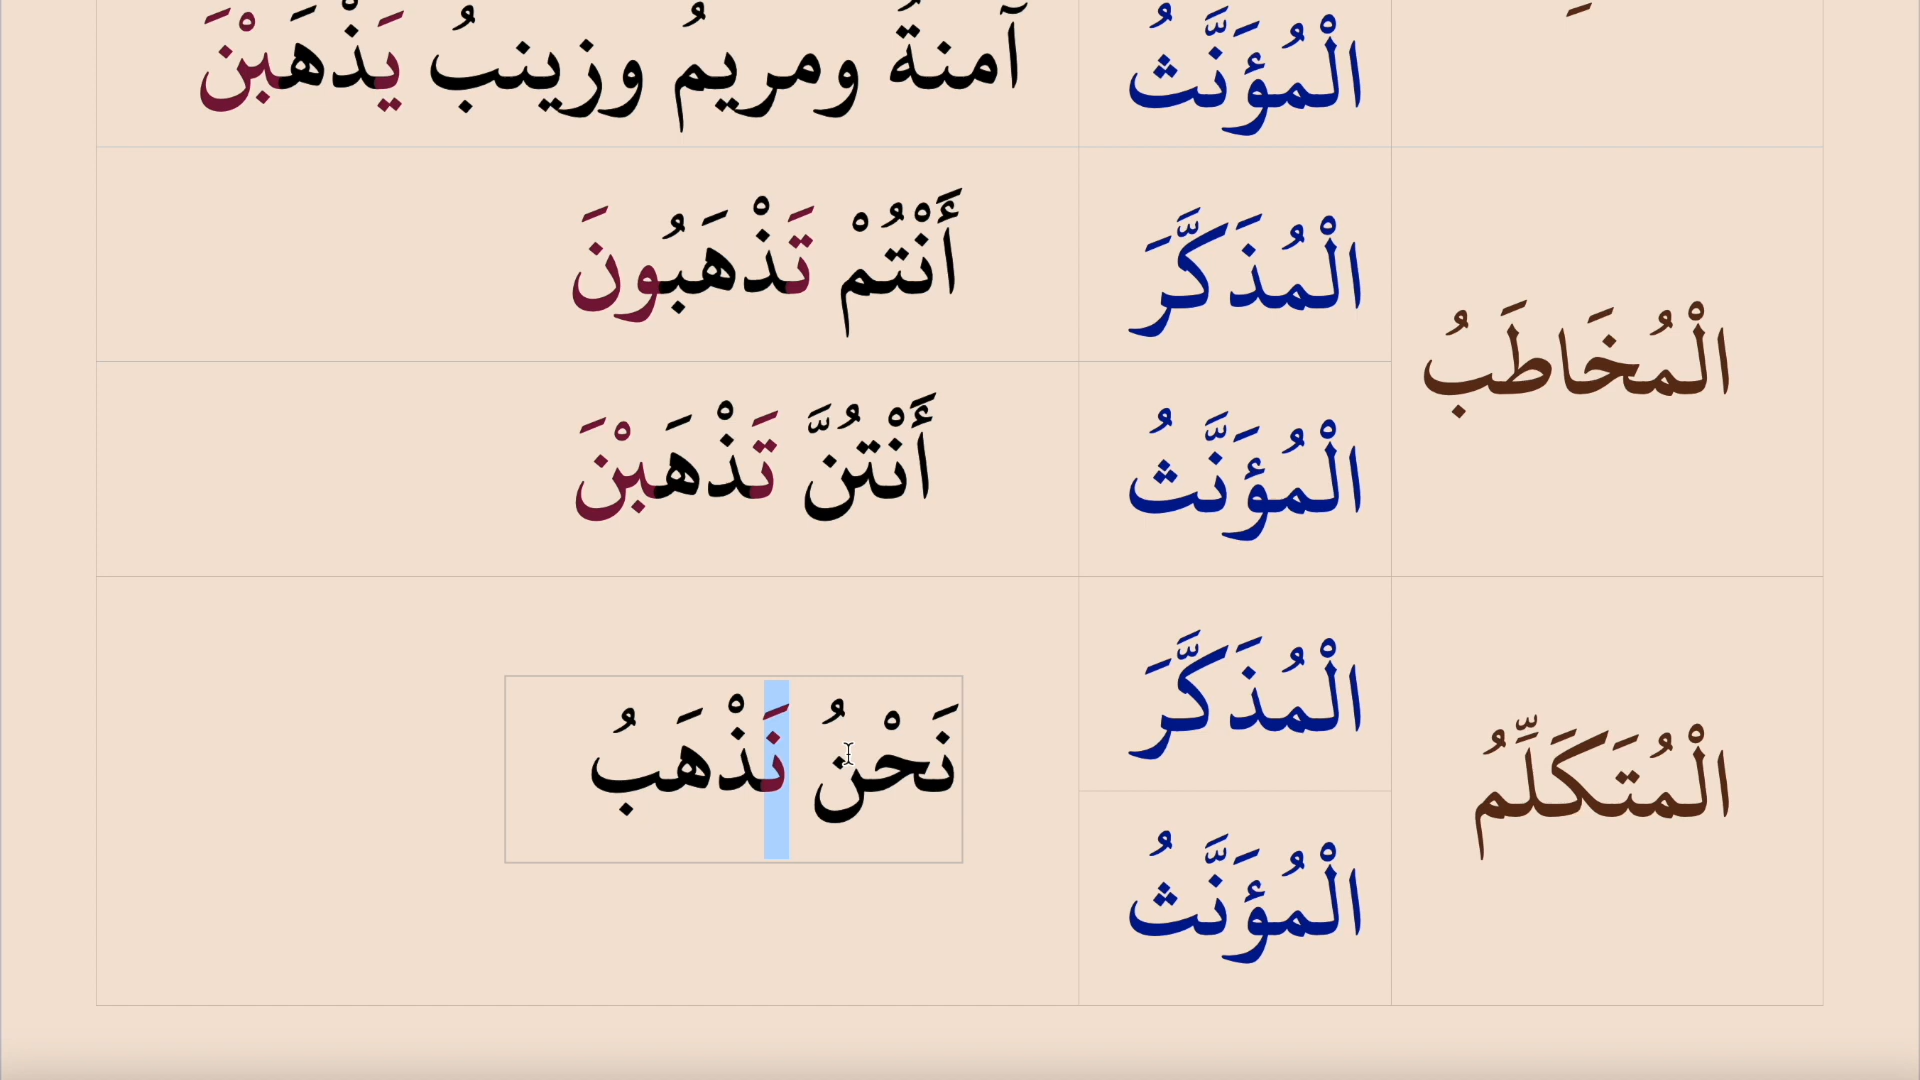 الْمُؤَنَّثُ آمنةُ ومريمُ وزينبُ يَذْهَبْنَ
الْمُخَاطَبُ
الْمُذَكَّرَ أَنْتُمْ تَذْهَبُونَ
الْمُؤَنَّثُ أَنْتُنَّ تَذْهَبْنَ
الْمُتَكَلِّمُ
الْمُذَكَّرَ نَحْنُ نَذْهَبُ
الْمُؤَنَّثُ